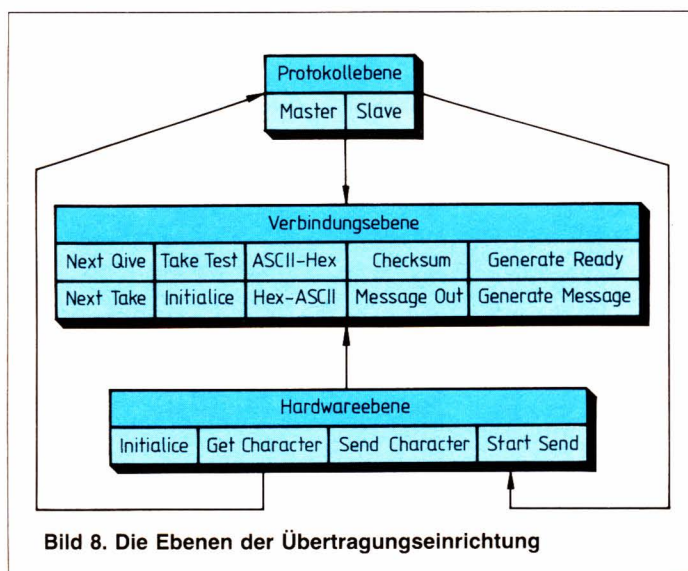 Protokollebene
Master Slave
Verbindungsebene
Next Qive Take Test ASCII-Hex Checksum Generate Ready
Next Take Initialice Hex-ASCII Message Out Generate Message
Hardwareebene
Initialice Get Character Send Character Start Send
Bild 8. Die Ebenen der Übertragungseinrichtung